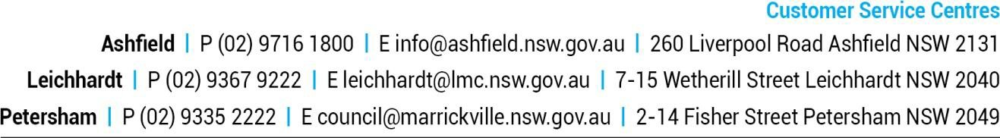 Customer Service Centres
Ashfield | P (02) 9716 1800 | E info@ashfield.nsw.gov.au | 260 Liverpool Road Ashfield NSW 2131
Leichhardt | P (02) 9367 9222 | E leichhardt@lmc.nsw.gov.au | 7-15 Wetherill Street Leichhardt NSW 2040
Petersham | P (02) 9335 2222 | E council@marrickville.nsw.gov.au | 2-14 Fisher Street Petersham NSW 2049